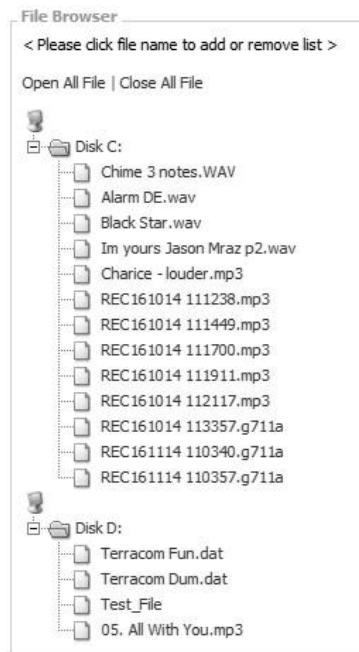 File Browser
< Please click file name to add or remove list >
Open All File | Close All File
Disk C:
Chime 3 notes.WAV
Alarm DE.wav
Black Star.wav
Im yours Jason Mraz p2.wav
Charice - louder.mp3
REC161014 111238.mp3
REC161014 111449.mp3
REC161014 111700.mp3
REC161014 111911.mp3
REC161014 112117.mp3
REC161014 113357.g711a
REC161114 110340.g711a
REC161114 110357.g711a
Disk D:
Terracom Fun.dat
Terracom Dum.dat
Test_File
05. All With You.mp3